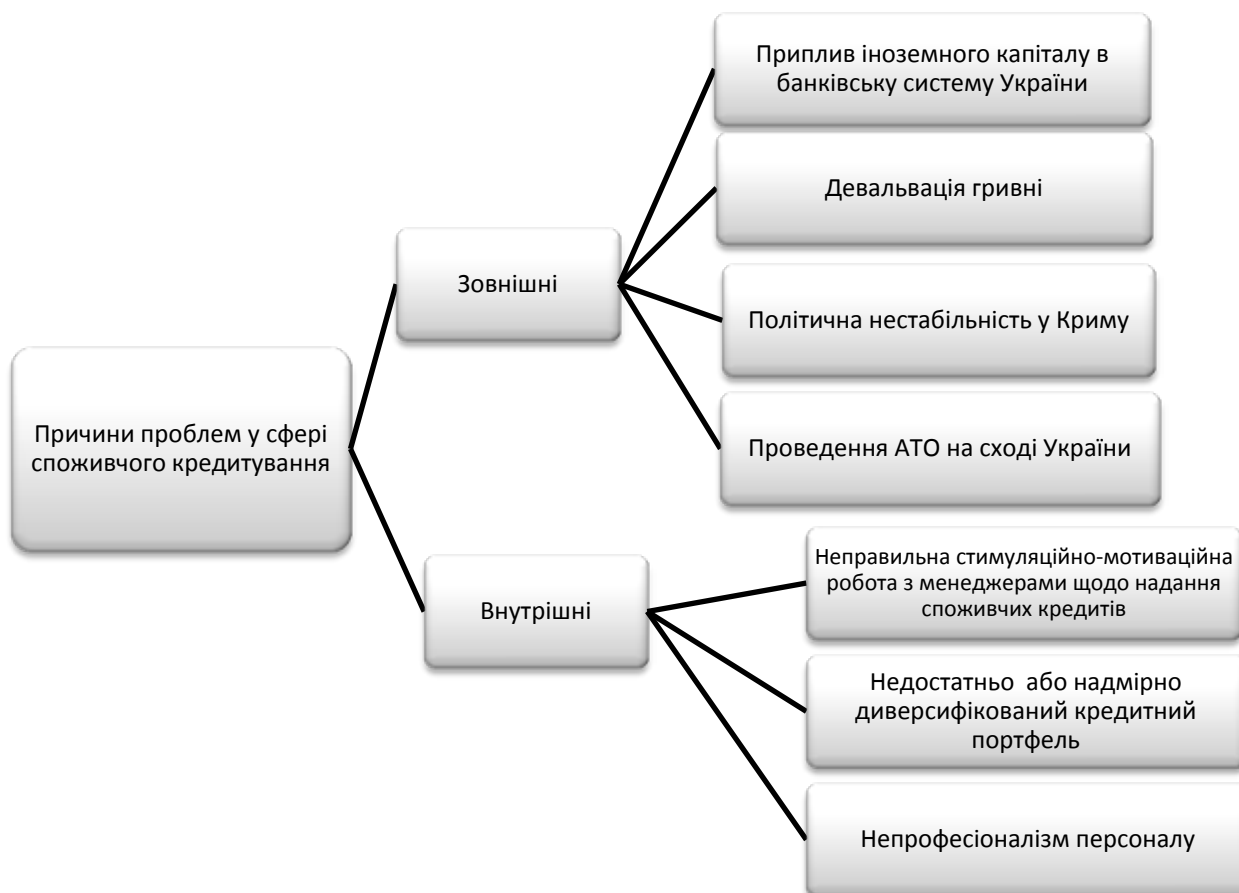 Причини проблем у сфері
споживчого кредитування
Зовнішні
Приплив іноземного капіталу в
банківську систему України
Девальвація гривні
Політична нестабільність у Криму
Проведення АТО на сході України
Внутрішні
Неправильна стимуляційно-мотиваційна
робота з менеджерами щодо надання
споживчих кредитів
Недостатньо або надмірно
диверсифікований кредитний
портфель
Непрофесіоналізм персоналу